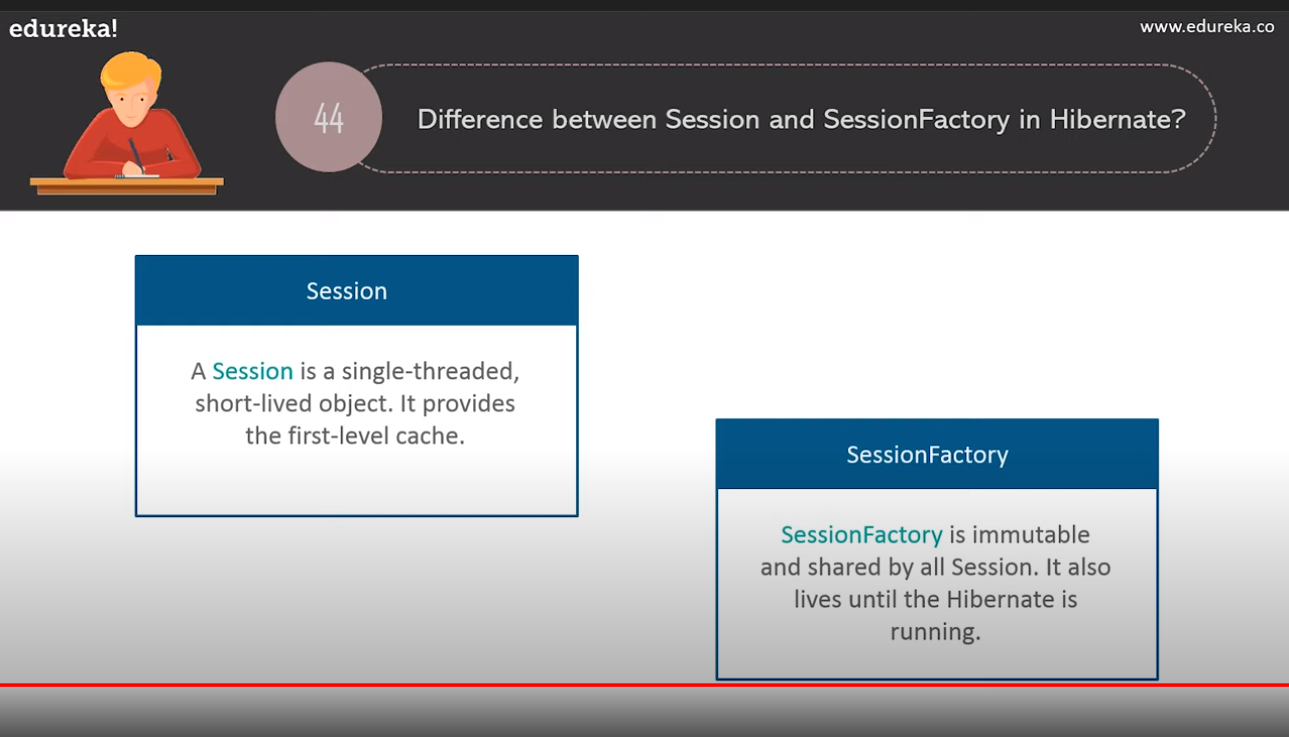 edureka!
www.edureka.co
44
Difference between Session and SessionFactory in Hibernate?
Session
A Session is a single-threaded,
short-lived object. It provides
the first-level cache.
SessionFactory
SessionFactory is immutable
and shared by all Session. It also
lives until the Hibernate is
running.